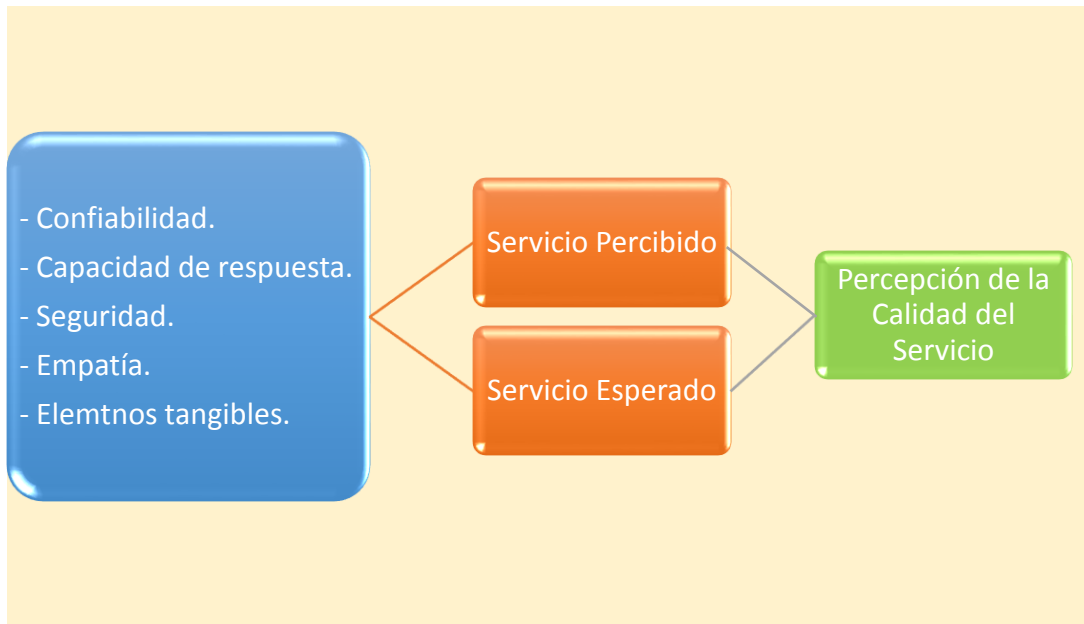 - Confiabilidad.
- Capacidad de respuesta.
- Seguridad.
- Empatía.
- Elemtnos tangibles.
Servicio Percibido
Servicio Esperado
Percepción de la
Calidad del
Servicio